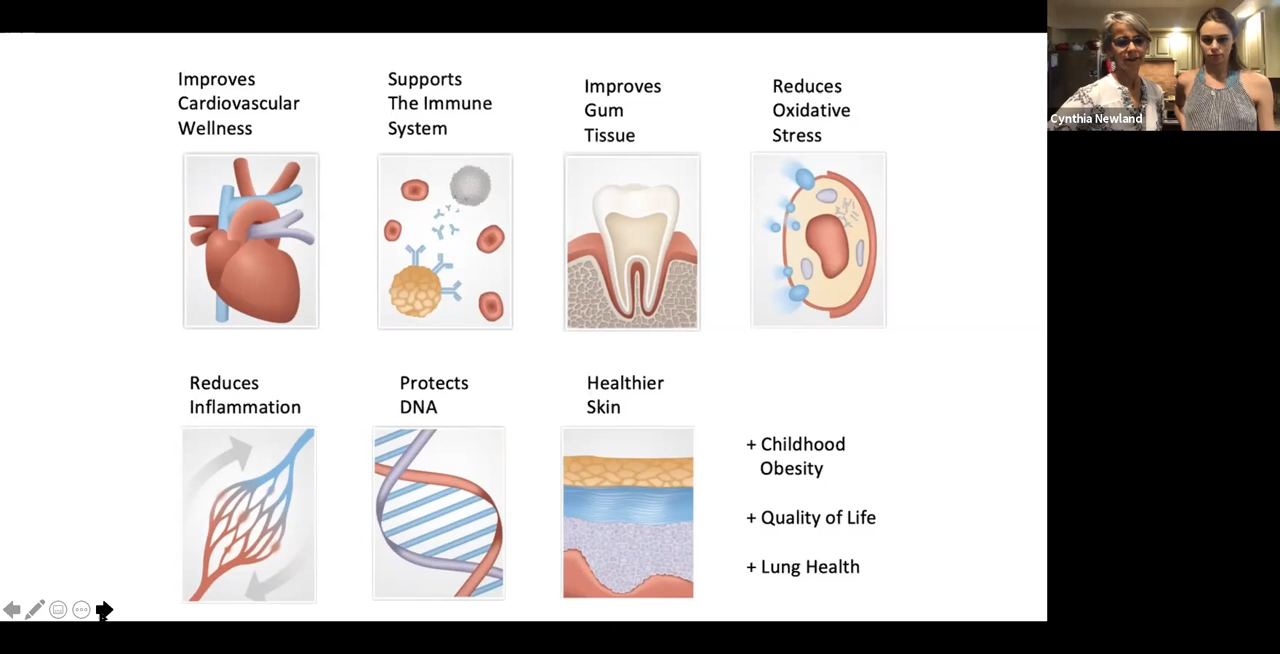 Improves
Cardiovascular
Wellness
Supports
The Immune
System
Improves
Gum
Tissue
Reduces
Oxidative
Stress
Cynthia Newland
Reduces
Inflammation
Protects
DNA
Healthier
Skin
+ Childhood
Obesity
+ Quality of Life
+ Lung Health